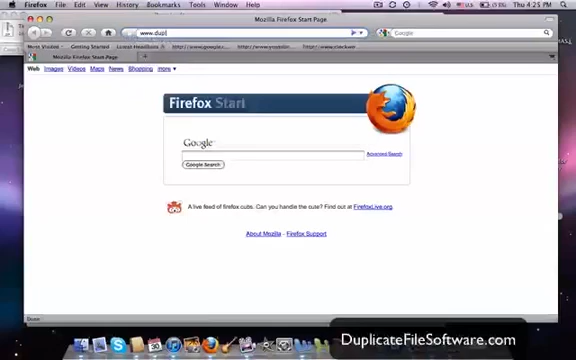 Firefox File Edit View History Bookmarks Tools Window Help Thu 4:25 PM
Mozilla Firefox Start Page
www.dupl Google
Most Visited Getting Started Latest Headlines
Mozilla Firefox Start Page
Web Images Videos Maps News Shopping more
Firefox Start
Google
Advanced Search
Google Search
A live feed of firefox cubs. Can you handle the cute? Find out at FirefoxLive.org.
About Mozilla - Firefox Support
Done
DuplicateFileSoftware.com